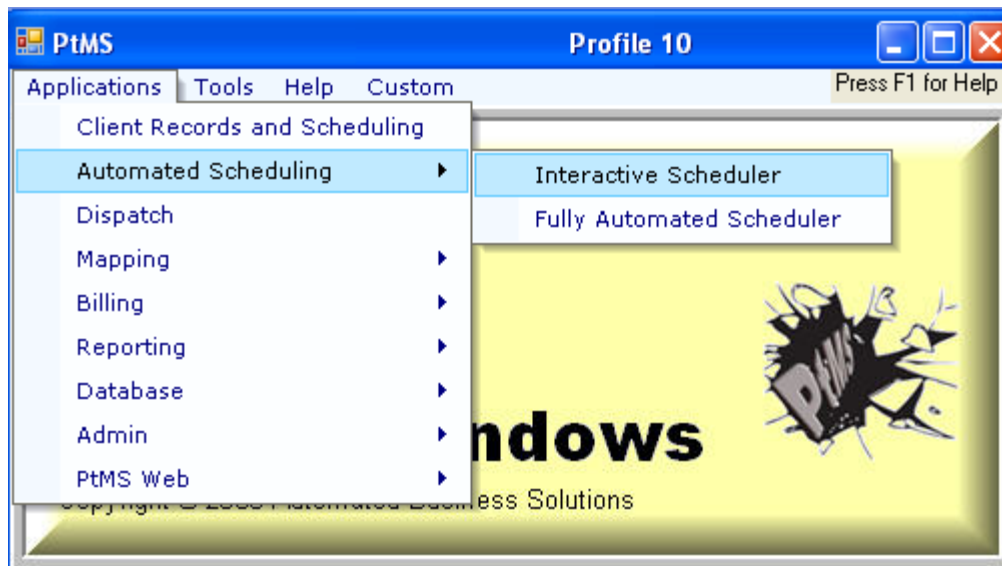 PtMS Profile 10
Applications Tools Help Custom Press F1 for Help
Client Records and Scheduling
Automated Scheduling Interactive Scheduler
Dispatch Fully Automated Scheduler
Mapping
Billing
Reporting
Database
Admin
PtMS Web
PtMS
ndows
ess Solutions